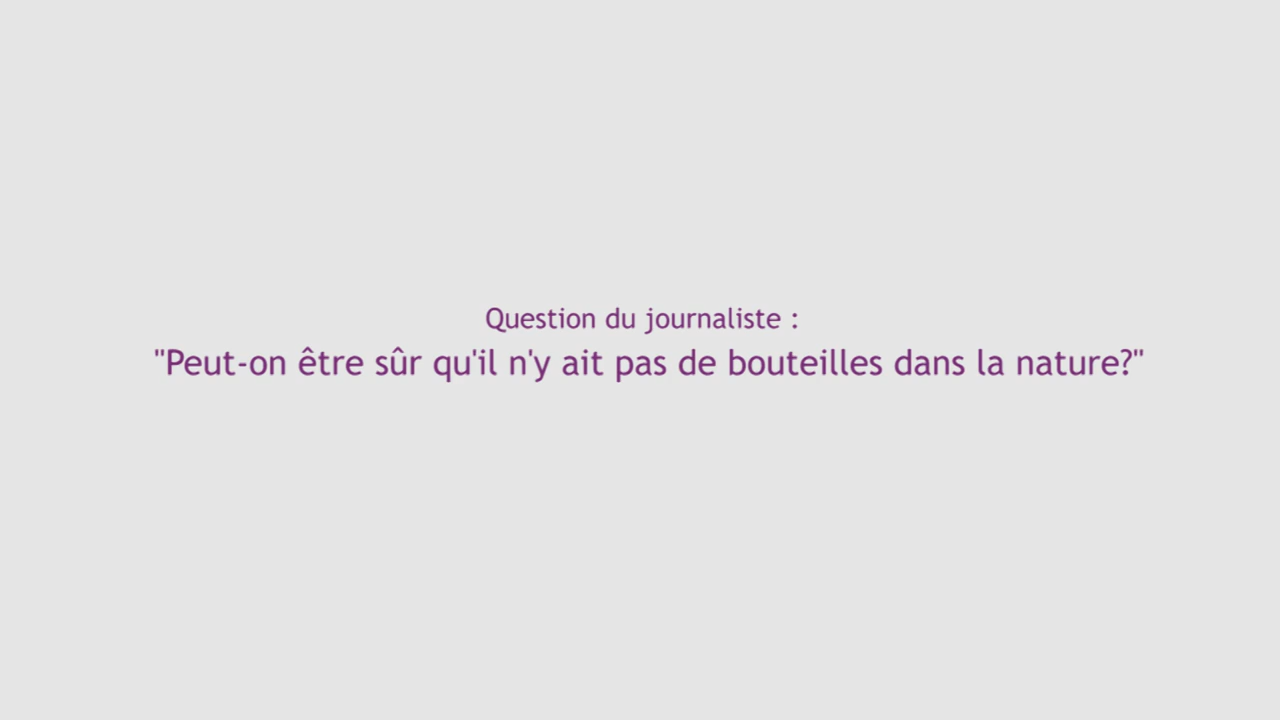 Question du journaliste :
"Peut-on être sûr qu'il n'y ait pas de bouteilles dans la nature?"